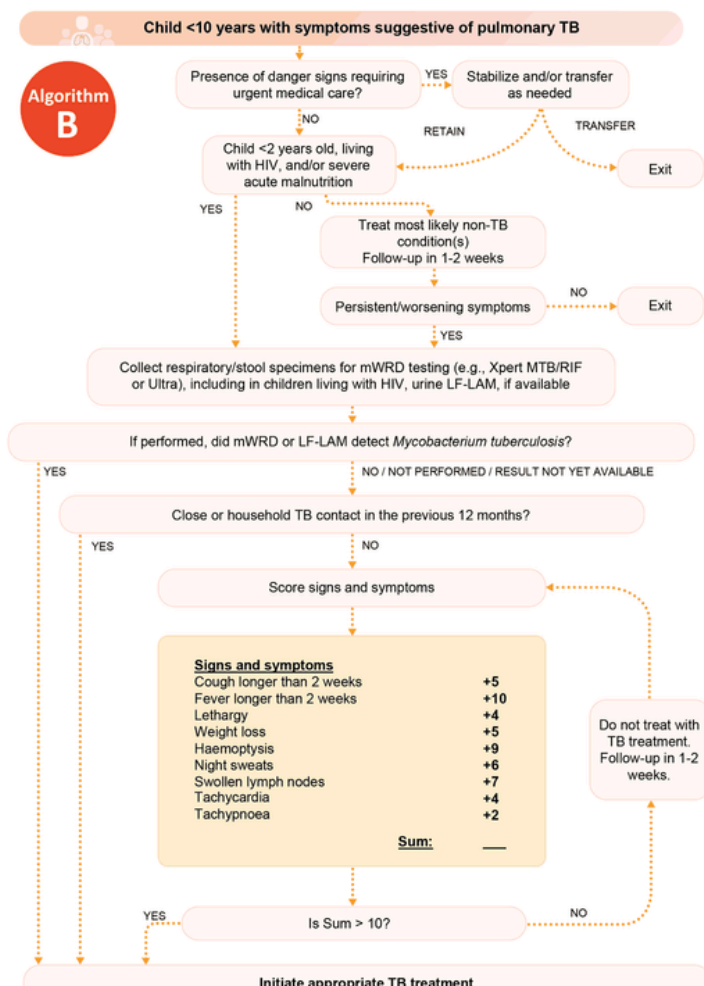 Child <10 years with symptoms suggestive of pulmonary TB
Algorithm
B
Presence of danger signs requiring
urgent medical care?
YES
Stabilize and/or transfer
as needed
NO
RETAIN
TRANSFER
Child <2 years old, living
with HIV, and/or severe
acute malnutrition
Exit
YES
NO
Treat most likely non-TB
condition(s)
Follow-up in 1-2 weeks
Persistent/worsening symptoms
NO
Exit
YES
Collect respiratory/stool specimens for mWRD testing (e.g., Xpert MTB/RIF
or Ultra), including in children living with HIV, urine LF-LAM, if available
If performed, did mWRD or LF-LAM detect Mycobacterium tuberculosis?
YES
NO / NOT PERFORMED / RESULT NOT YET AVAILABLE
Close or household TB contact in the previous 12 months?
YES
NO
Score signs and symptoms
Signs and symptoms
Cough longer than 2 weeks +5
Fever longer than 2 weeks +10
Lethargy +4
Weight loss +5
Haemoptysis +9
Night sweats +6
Swollen lymph nodes +7
Tachycardia +4
Tachypnoea +2
Sum: ___
Do not treat with
TB treatment.
Follow-up in 1-2
weeks.
YES
Is Sum > 10?
NO
Initiate appropriate TB treatment